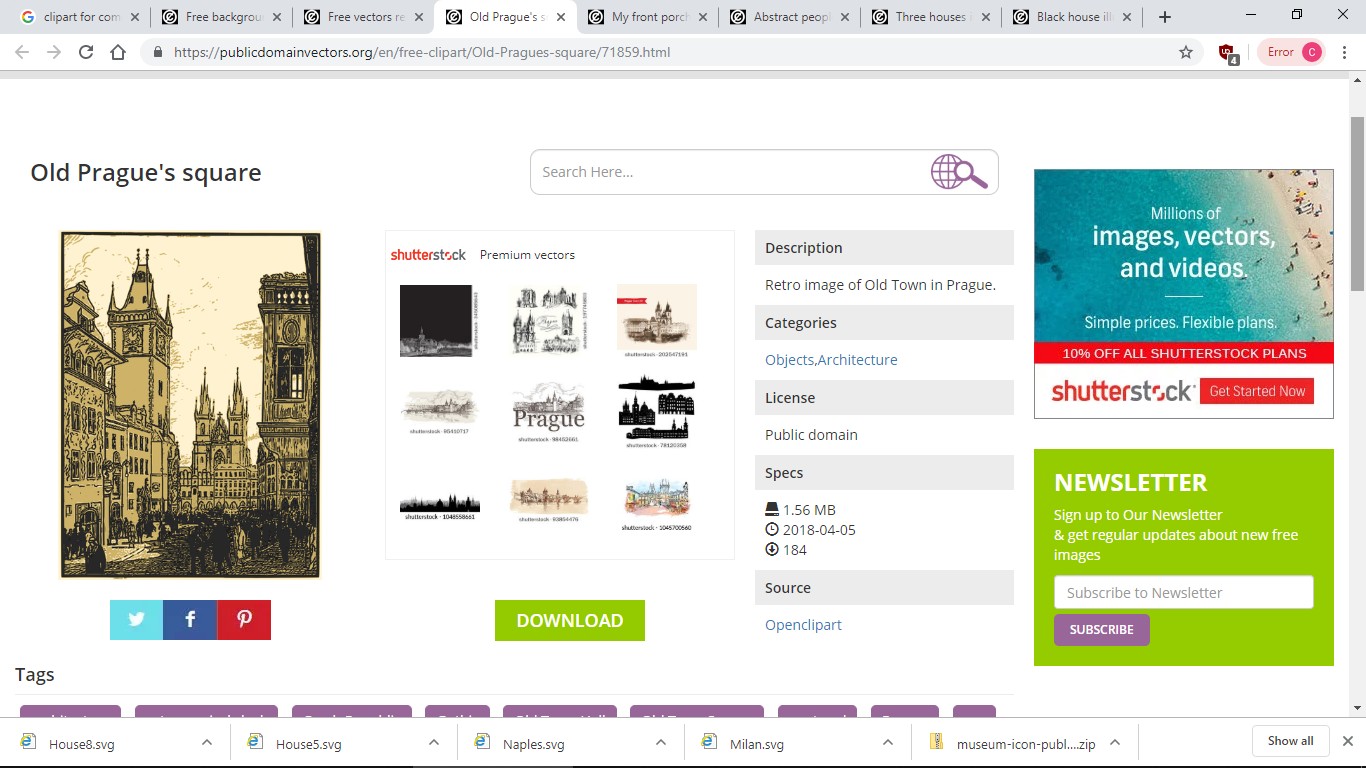 clipart for com
Free backgroun
Free vectors re
Old Prague's s
My front porch
Abstract peopl
Three houses
Black house ill
https://publicdomainvectors.org/en/free-clipart/Old-Pragues-square/71859.html
4
Error
C
Old Prague's square
Search Here...
shutterstock Premium vectors
shutterstock · 202547191
shutterstock · 95410717
Prague
shutterstock · 98452661
shutterstock · 78120358
shutterstock · 1048558661
shutterstock · 93854476
shutterstock · 1045700560
DOWNLOAD
Description
Retro image of Old Town in Prague.
Categories
Objects,Architecture
License
Public domain
Specs
1.56 MB
2018-04-05
184
Source
Openclipart
Millions of
images, vectors,
and videos.
Simple prices. Flexible plans.
10% OFF ALL SHUTTERSTOCK PLANS
shutterstock Get Started Now
NEWSLETTER
Sign up to Our Newsletter
& get regular updates about new free
images
Subscribe to Newsletter
SUBSCRIBE
Tags
House8.svg
House5.svg
Naples.svg
Milan.svg
museum-icon-publ....zip
Show all